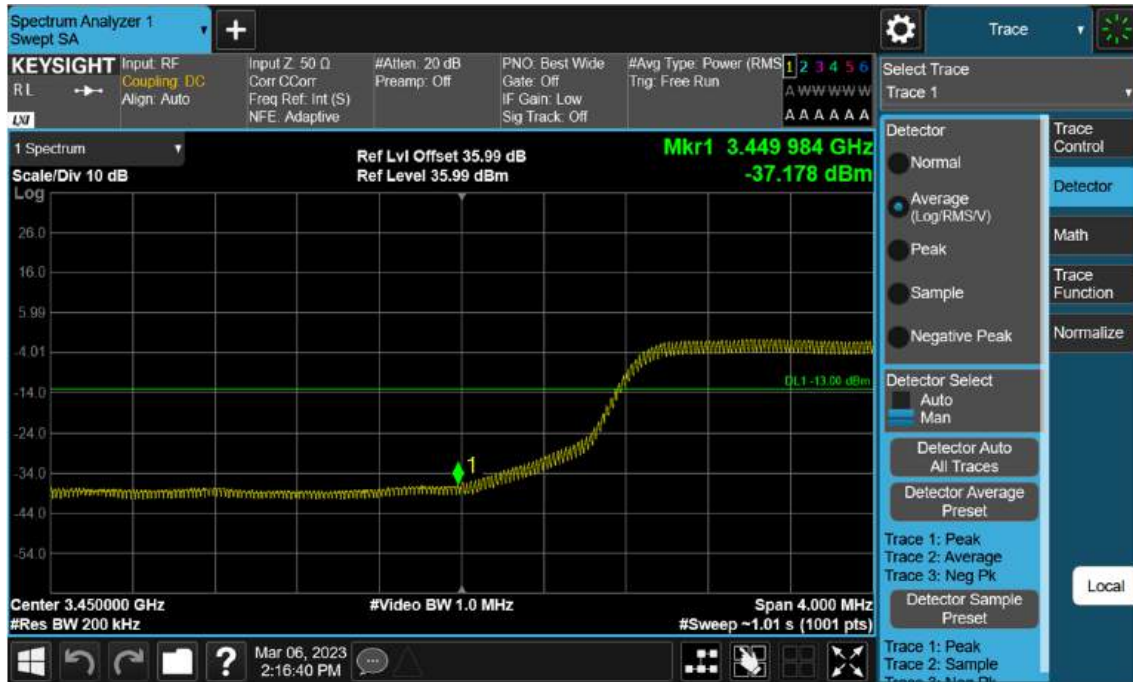 Spectrum Analyzer 1
Swept SA
+
Trace
KEYSIGHT
RL
LXI
Input: RF
Coupling: DC
Align: Auto
Input Z: 50 Ω
Corr CCorr
Freq Ref: Int (S)
NFE: Adaptive
#Atten: 20 dB
Preamp: Off
PNO: Best Wide
Gate: Off
IF Gain: Low
Sig Track: Off
#Avg Type: Power (RMS
Trig: Free Run
1 2 3 4 5 6
A W W W W W
A A A A A A
Select Trace
Trace 1
1 Spectrum
Scale/Div 10 dB
Log
Ref Lvl Offset 35.99 dB
Ref Level 35.99 dBm
Mkr1 3.449 984 GHz
-37.178 dBm
26.0
16.0
5.99
-4.01
-14.0
-24.0
-34.0
-44.0
-54.0
DL1 -13.00 dBm
1
Center 3.450000 GHz
#Res BW 200 kHz
#Video BW 1.0 MHz
Span 4.000 MHz
#Sweep ~1.01 s (1001 pts)
Detector
Normal
Average
(Log/RMS/V)
Peak
Sample
Negative Peak
Detector Select
Auto
Man
Detector Auto
All Traces
Detector Average
Preset
Trace 1: Peak
Trace 2: Average
Trace 3: Neg Pk
Detector Sample
Preset
Trace 1: Peak
Trace 2: Sample
Trace 3: Neg Pk
Trace
Control
Detector
Math
Trace
Function
Normalize
Local
?
Mar 06, 2023
2:16:40 PM